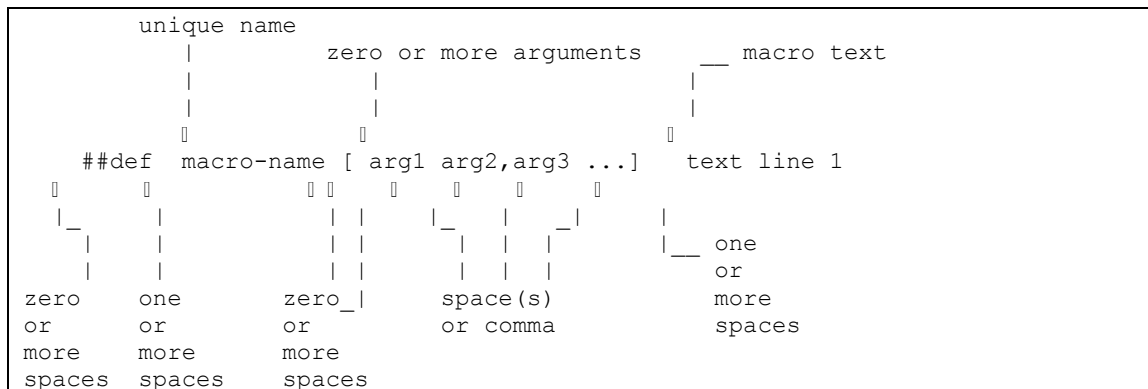 unique name
zero or more arguments __ macro text
##def macro-name [ arg1 arg2,arg3 ...] text line 1
|__ one
or
zero one zero_| space(s) more
or or or or comma spaces
more more more
spaces spaces spaces